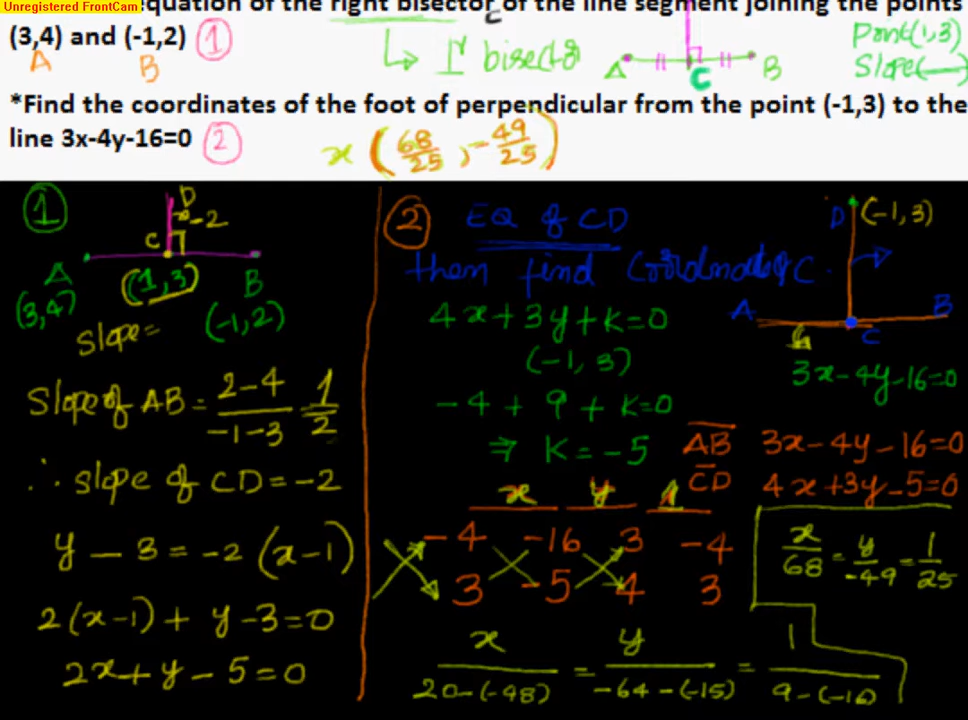 Unregistered FrontCam
equation of the right bisector of the line segment joining the points
(3,4) and (-1,2) ①
A B
C
↳ ⊥r bisector
A C B
Point(1,3)
Slope(—)
*Find the coordinates of the foot of perpendicular from the point (-1,3) to the
line 3x-4y-16=0 ②
x (68/25, -49/25)
①
D
-2
C
A (1,3) B
(3,4) (-1,2)
Slope=
Slope of AB = 2-4/-1-3 = 1/2
∴ slope of CD = -2
y - 3 = -2 (x-1)
2(x-1) + y-3=0
2x+y-5=0
② EQ of CD
then find Coordinates of C.
4x+3y+K=0
(-1, 3)
-4 + 9 + K=0
⇒ K = -5
D (-1,3)
A B
C
3x-4y-16=0
AB 3x-4y-16=0
CD 4x+3y-5=0
x y 1
-4 -16 3 -4
3 -5 4 3
x/68 = y/-49 = 1/25
x/20-(-48) = y/-64-(-15) = 1/9-(-16)